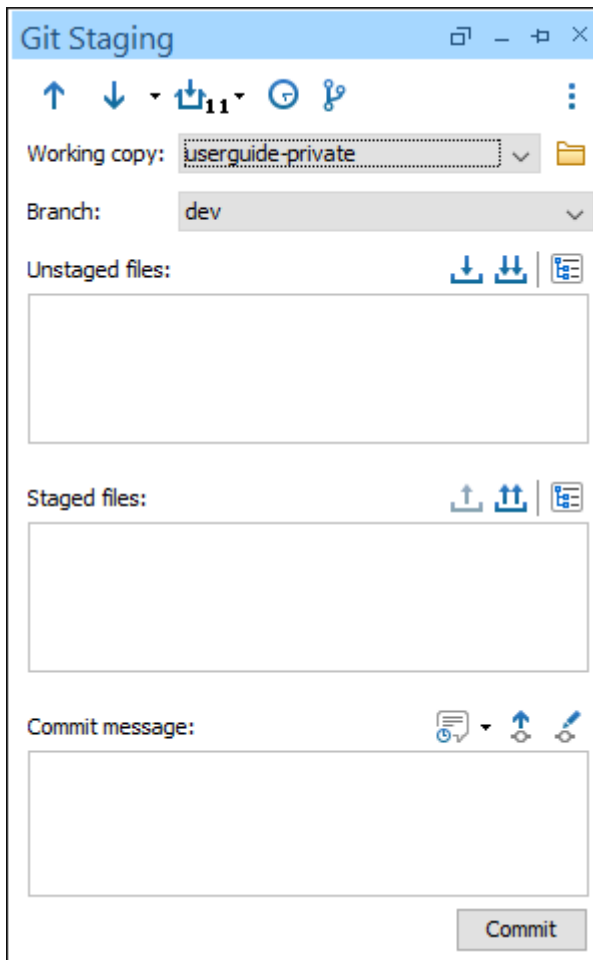 Git Staging
11
Working copy: userguide-private
Branch: dev
Unstaged files:
Staged files:
Commit message:
Commit